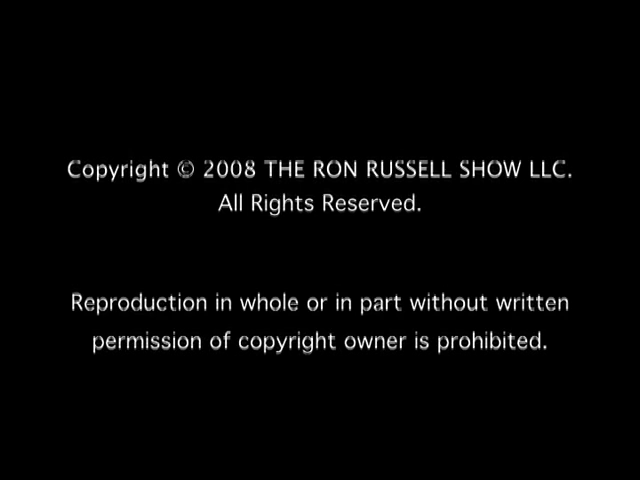 Copyright © 2008 THE RON RUSSELL SHOW LLC.
All Rights Reserved.
Reproduction in whole or in part without written
permission of copyright owner is prohibited.